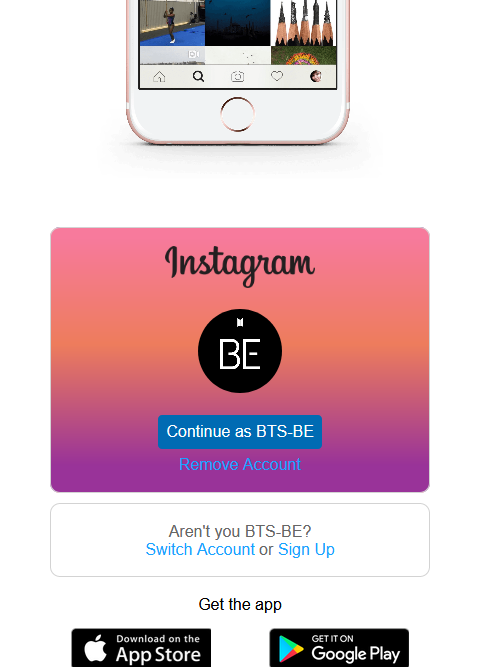 Instagram
BE
Continue as BTS-BE
Remove Account
Aren't you BTS-BE?
Switch Account or Sign Up
Get the app
Download on the
App Store
GET IT ON
Google Play